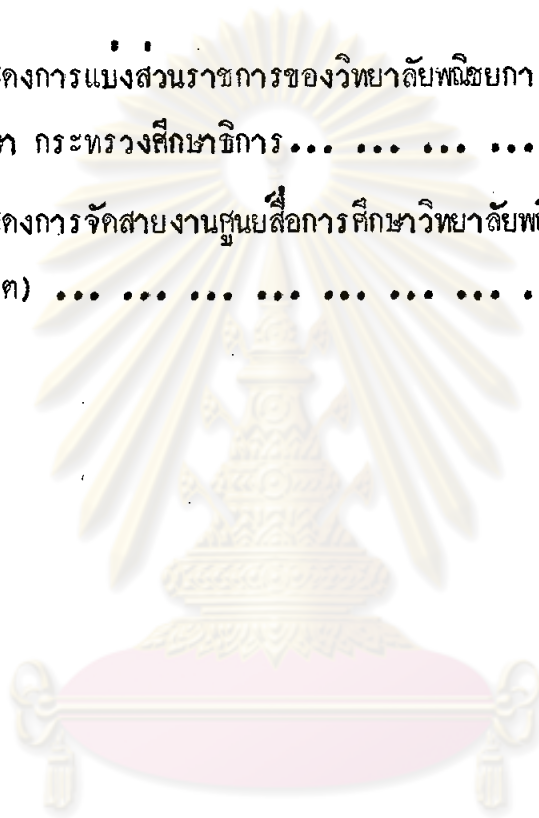 ดงการแบ่งส่วนราชการของวิทยาลัยพณิชยกา
ษา กระทรวงศึกษาธิการ... ... ... ...
ดงการจัดสายงานศูนย์สื่อการศึกษาวิทยาลัยพณิ
ต) ... ... ... ... ... ... ... .